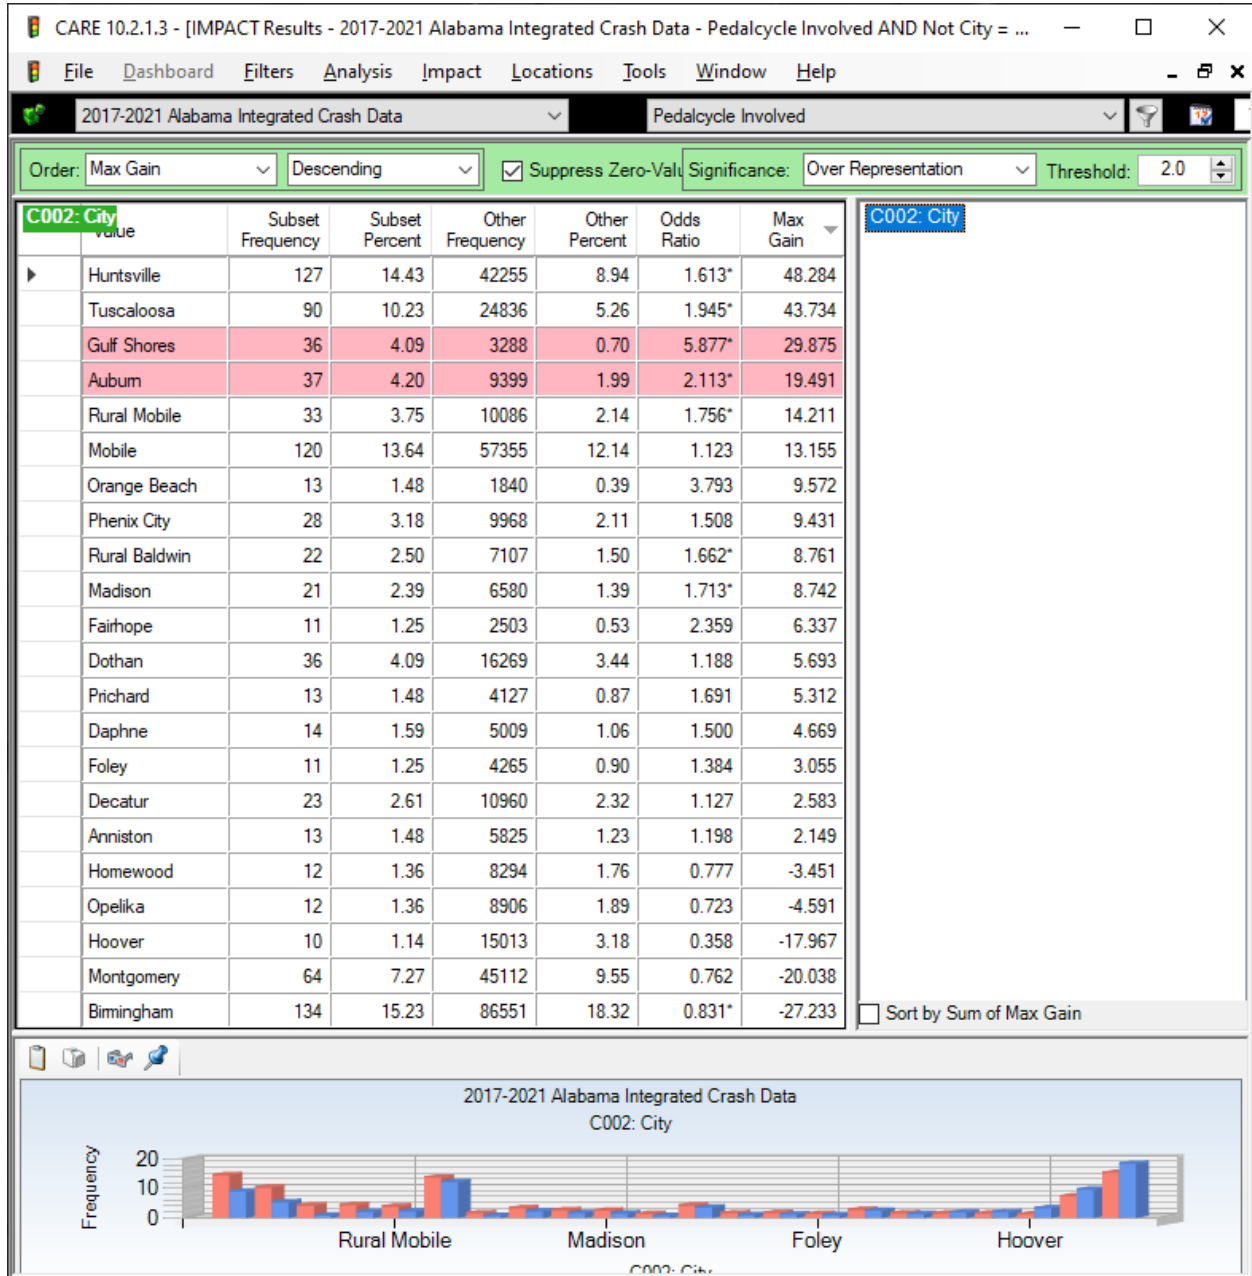 CARE 10.2.1.3 - [IMPACT Results - 2017-2021 Alabama Integrated Crash Data - Pedalcycle Involved AND Not City = ...
File Dashboard Filters Analysis Impact Locations Tools Window Help
2017-2021 Alabama Integrated Crash Data Pedalcycle Involved
Order: Max Gain Descending Suppress Zero-Valu Significance: Over Representation Threshold: 2.0
C002: City Value Subset Frequency Subset Percent Other Frequency Other Percent Odds Ratio Max Gain C002: City
Huntsville 127 14.43 42255 8.94 1.613* 48.284
Tuscaloosa 90 10.23 24836 5.26 1.945* 43.734
Gulf Shores 36 4.09 3288 0.70 5.877* 29.875
Auburn 37 4.20 9399 1.99 2.113* 19.491
Rural Mobile 33 3.75 10086 2.14 1.756* 14.211
Mobile 120 13.64 57355 12.14 1.123 13.155
Orange Beach 13 1.48 1840 0.39 3.793 9.572
Phenix City 28 3.18 9968 2.11 1.508 9.431
Rural Baldwin 22 2.50 7107 1.50 1.662* 8.761
Madison 21 2.39 6580 1.39 1.713* 8.742
Fairhope 11 1.25 2503 0.53 2.359 6.337
Dothan 36 4.09 16269 3.44 1.188 5.693
Prichard 13 1.48 4127 0.87 1.691 5.312
Daphne 14 1.59 5009 1.06 1.500 4.669
Foley 11 1.25 4265 0.90 1.384 3.055
Decatur 23 2.61 10960 2.32 1.127 2.583
Anniston 13 1.48 5825 1.23 1.198 2.149
Homewood 12 1.36 8294 1.76 0.777 -3.451
Opelika 12 1.36 8906 1.89 0.723 -4.591
Hoover 10 1.14 15013 3.18 0.358 -17.967
Montgomery 64 7.27 45112 9.55 0.762 -20.038
Birmingham 134 15.23 86551 18.32 0.831* -27.233
Sort by Sum of Max Gain
2017-2021 Alabama Integrated Crash Data
C002: City
Frequency
20
10
0
Rural Mobile Madison Foley Hoover
C002: City